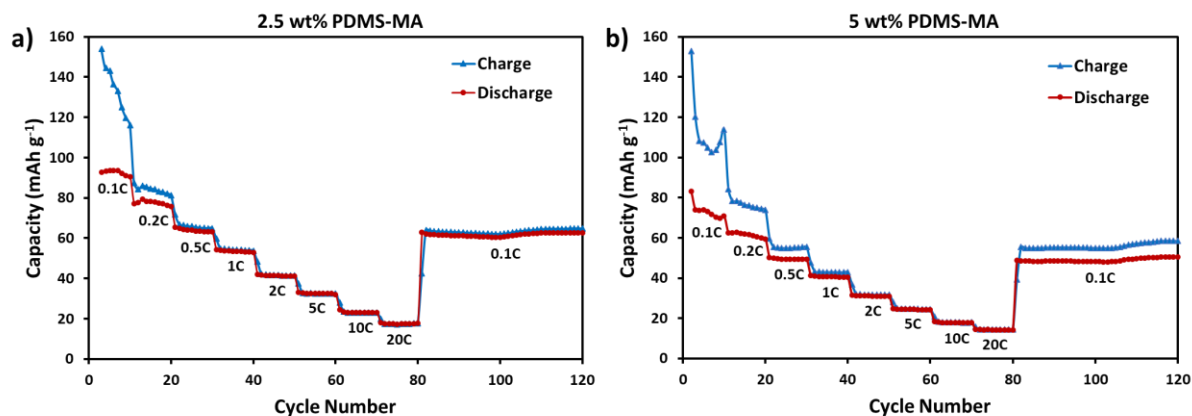 a)
2.5 wt% PDMS-MA
Capacity (mAh g⁻¹)
160
140
120
100
80
60
40
20
0
Charge
Discharge
0.1C
0.2C
0.5C
1C
2C
5C
10C
20C
0.1C
0
20
40
60
80
100
120
Cycle Number
b)
5 wt% PDMS-MA
Capacity (mAh g⁻¹)
160
140
120
100
80
60
40
20
0
Charge
Discharge
0.1C
0.2C
0.5C
1C
2C
5C
10C
20C
0.1C
0
20
40
60
80
100
120
Cycle Number